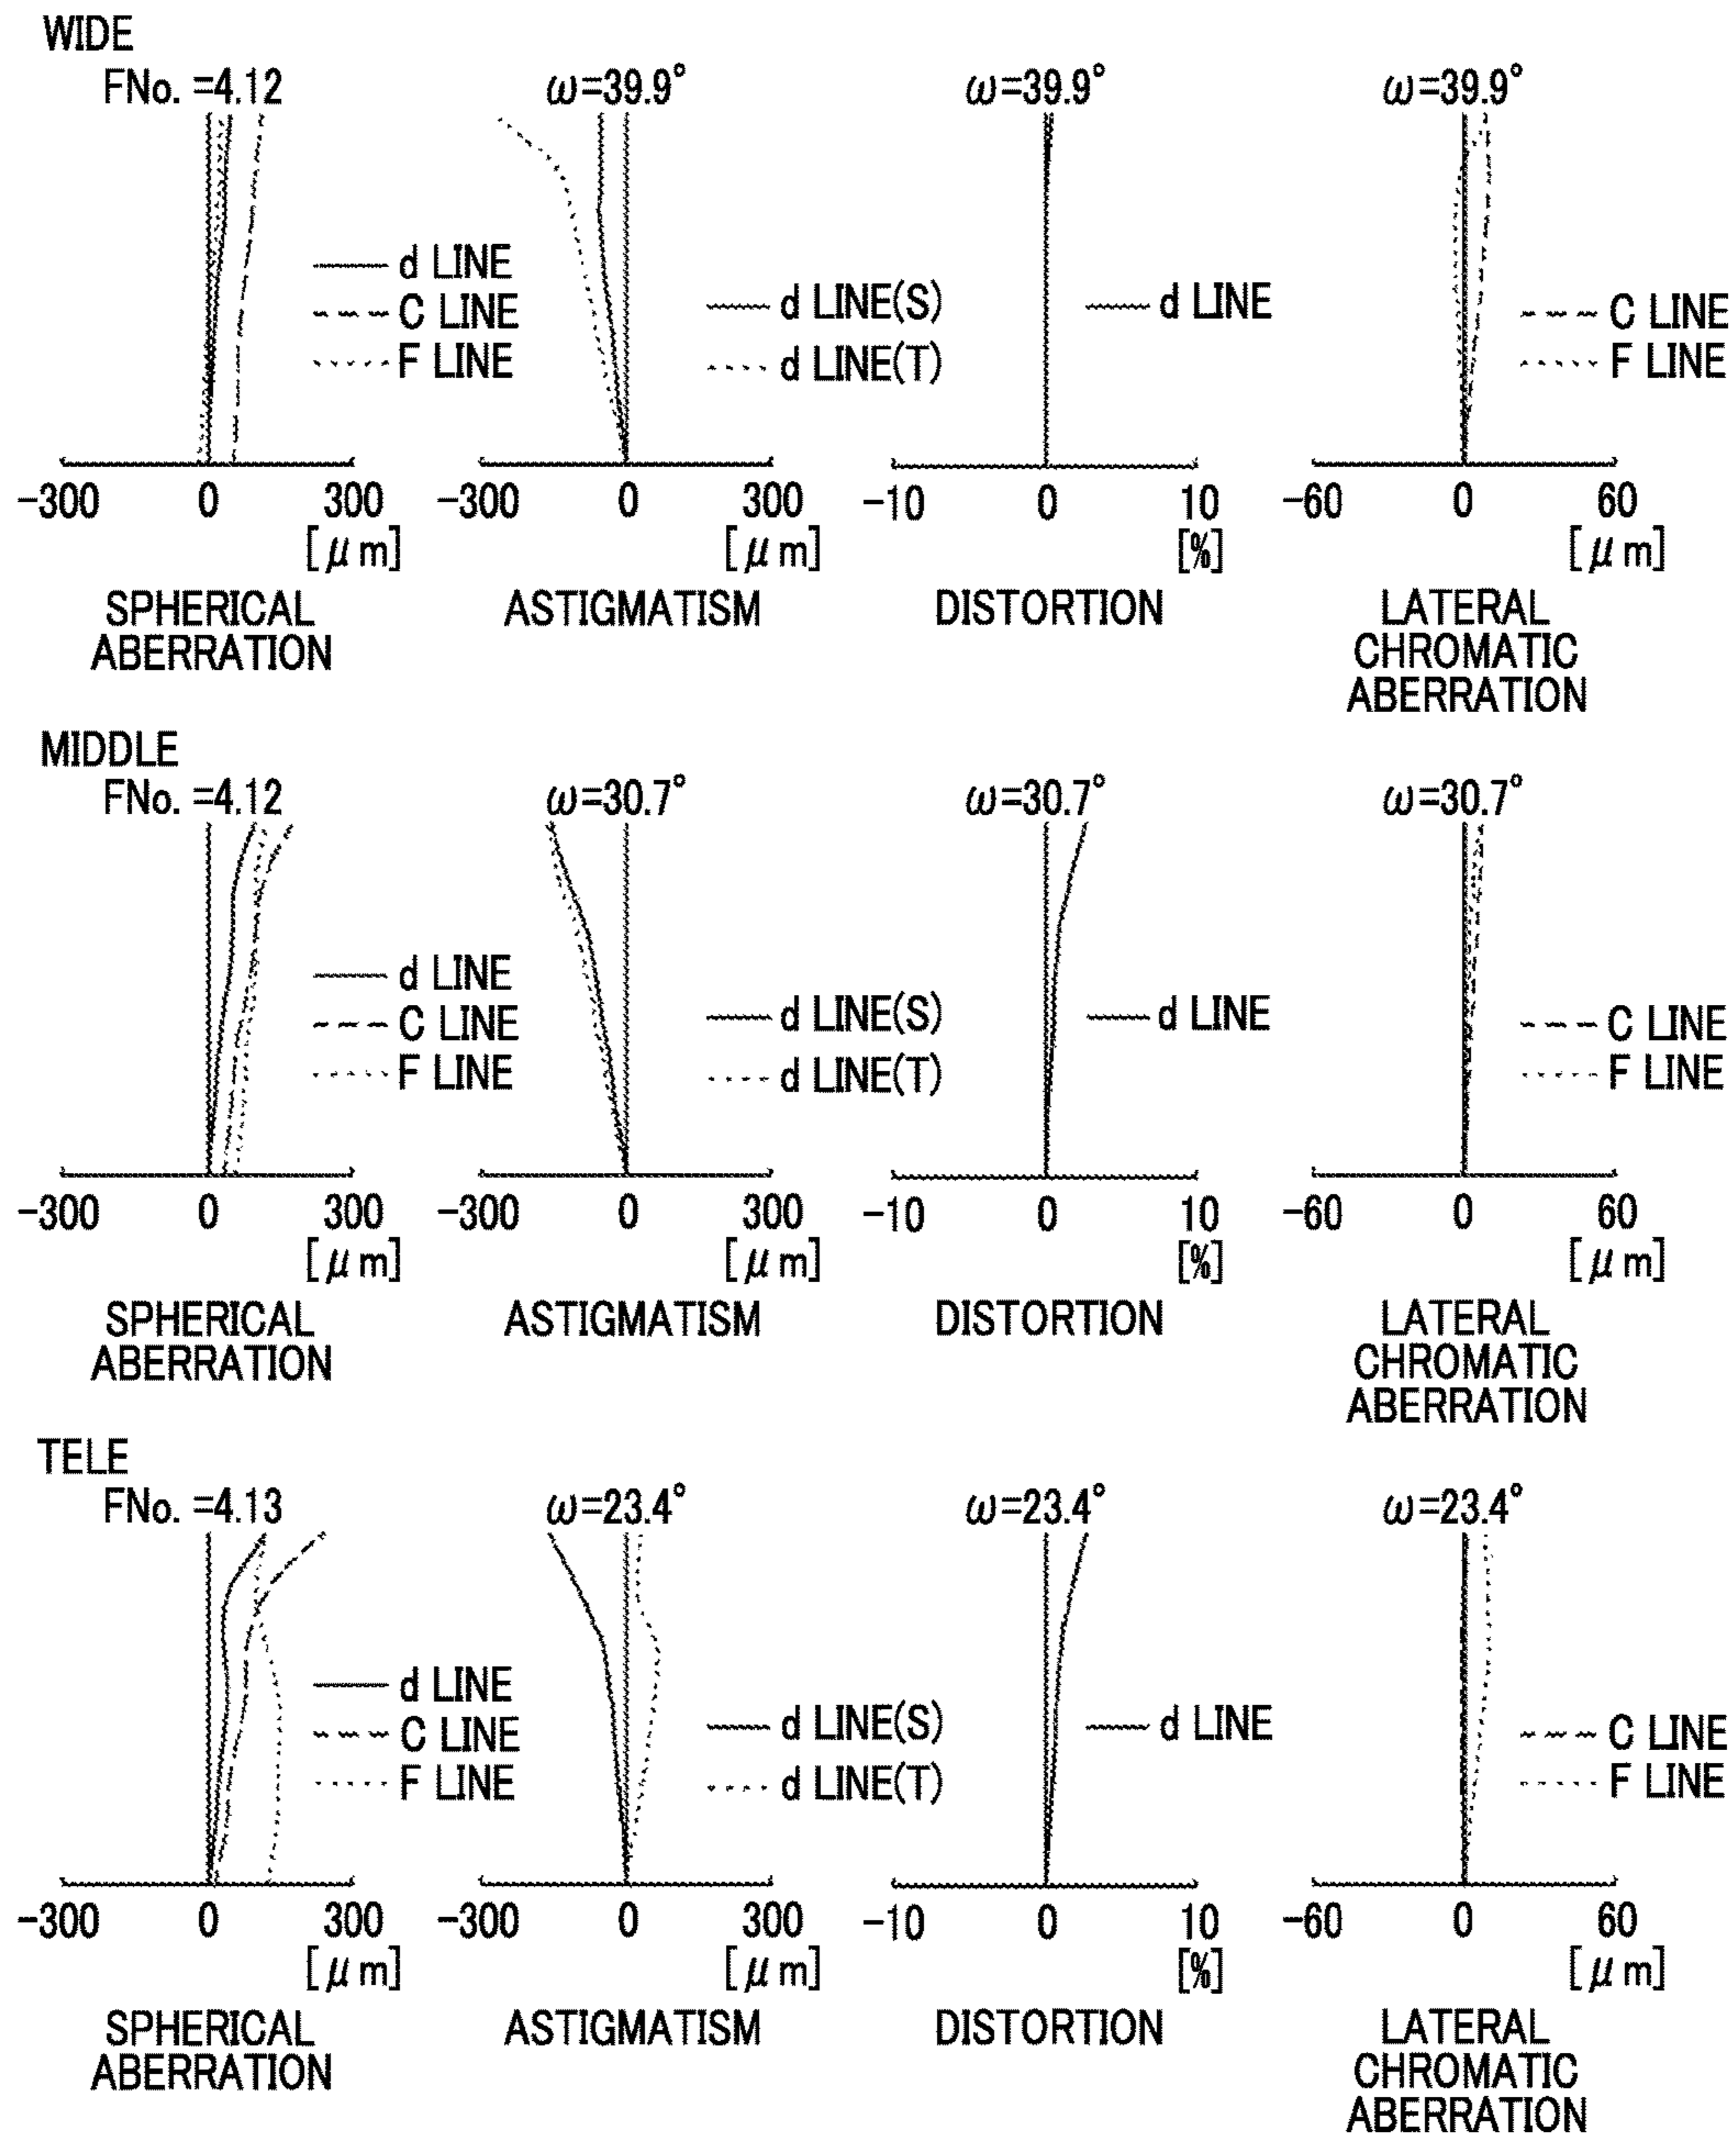 WIDE
FNo. =4.12
ω=39.9°
ω=39.9°
ω=39.9°
d LINE
C LINE
F LINE
d LINE(S)
d LINE(T)
d LINE
C LINE
F LINE
-300 0 300
[μm]
-300 0 300
[μm]
-10 0 10
[%]
-60 0 60
[μm]
SPHERICAL
ABERRATION
ASTIGMATISM
DISTORTION
LATERAL
CHROMATIC
ABERRATION
MIDDLE
FNo. =4.12
ω=30.7°
ω=30.7°
ω=30.7°
d LINE
C LINE
F LINE
d LINE(S)
d LINE(T)
d LINE
C LINE
F LINE
-300 0 300
[μm]
-300 0 300
[μm]
-10 0 10
[%]
-60 0 60
[μm]
SPHERICAL
ABERRATION
ASTIGMATISM
DISTORTION
LATERAL
CHROMATIC
ABERRATION
TELE
FNo. =4.13
ω=23.4°
ω=23.4°
ω=23.4°
d LINE
C LINE
F LINE
d LINE(S)
d LINE(T)
d LINE
C LINE
F LINE
-300 0 300
[μm]
-300 0 300
[μm]
-10 0 10
[%]
-60 0 60
[μm]
SPHERICAL
ABERRATION
ASTIGMATISM
DISTORTION
LATERAL
CHROMATIC
ABERRATION